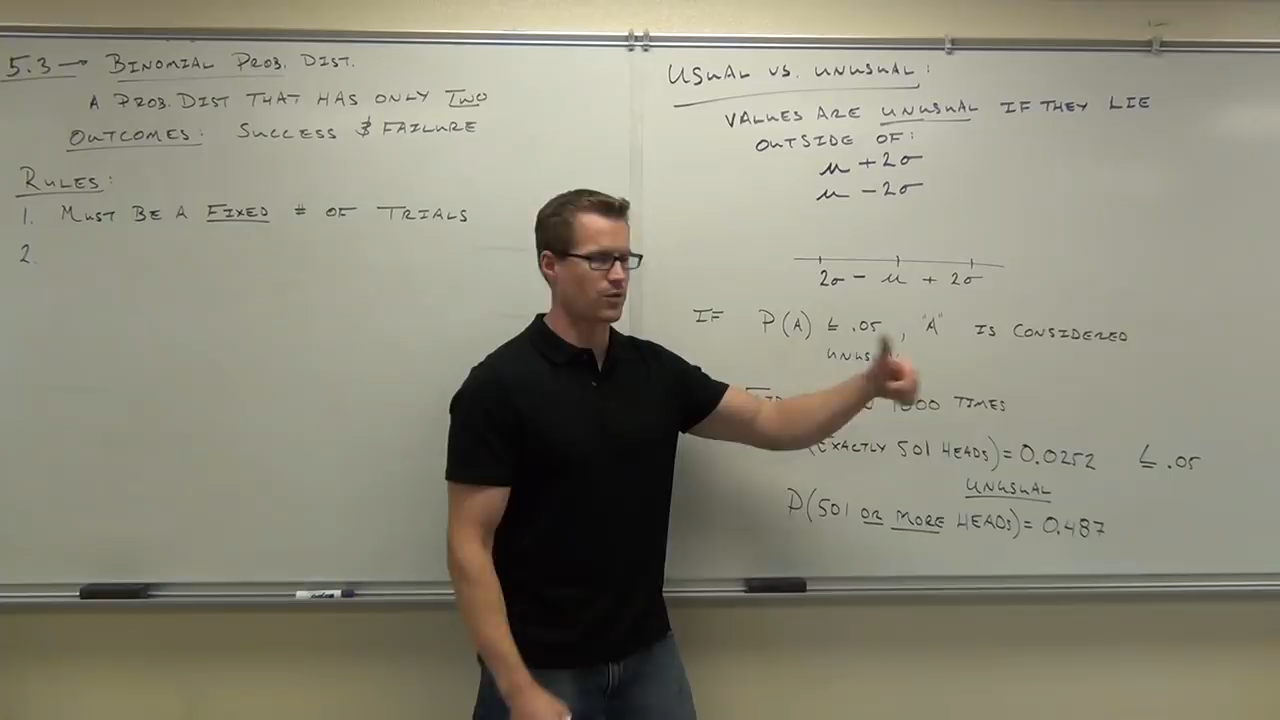 5.3 → BINOMIAL PROB. DIST.
A PROB. DIST THAT HAS ONLY TWO
OUTCOMES: SUCCESS & FAILURE
RULES:
1. MUST BE A FIXED # OF TRIALS
2.
USUAL VS. UNUSUAL:
VALUES ARE UNUSUAL IF THEY LIE
OUTSIDE OF:
μ + 2σ
μ - 2σ
2σ - μ + 2σ
IF P(A) ≤ .05, "A" IS CONSIDERED
1000 TIMES
(EXACTLY 501 HEADS) = 0.0252 ≤ .05
UNUSUAL
P(501 OR MORE HEADS) = 0.487